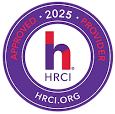 APPROVED • 2025 • PROVIDER
h
HRCI
HRCI.ORG